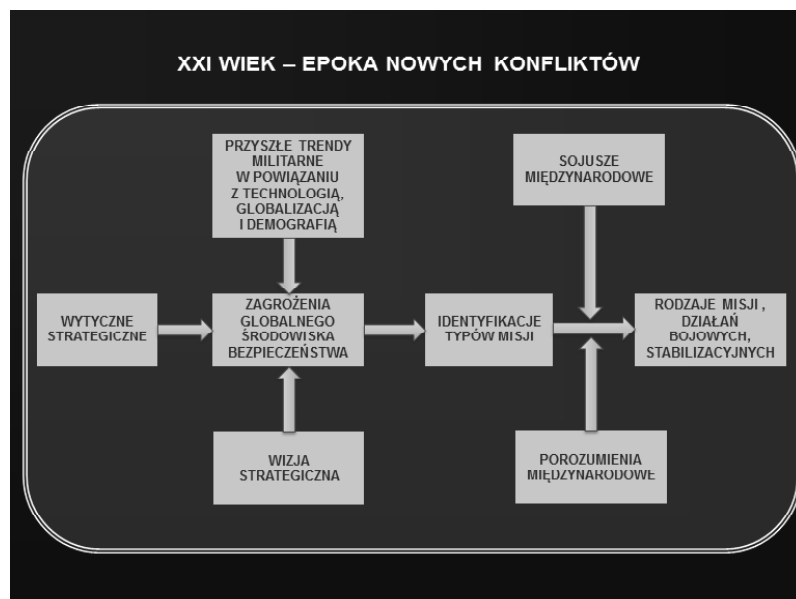 XXI WIEK – EPOKA NOWYCH KONFLIKTÓW
PRZYSZŁE TRENDY
MILITARNE
W POWIĄZANIU
Z TECHNOLOGIĄ,
GLOBALIZACJĄ
I DEMOGRAFIĄ
SOJUSZE
MIĘDZYNARODOWE
WYTYCZNE
STRATEGICZNE
ZAGROŻENIA
GLOBALNEGO
ŚRODOWISKA
BEZPIECZEŃSTWA
IDENTYFIKACJE
TYPÓW MISJI
RODZAJE MISJI ,
DZIAŁAŃ
BOJOWYCH,
STABILIZACYJNYCH
WIZJA
STRATEGICZNA
POROZUMIENIA
MIĘDZYNARODOWE